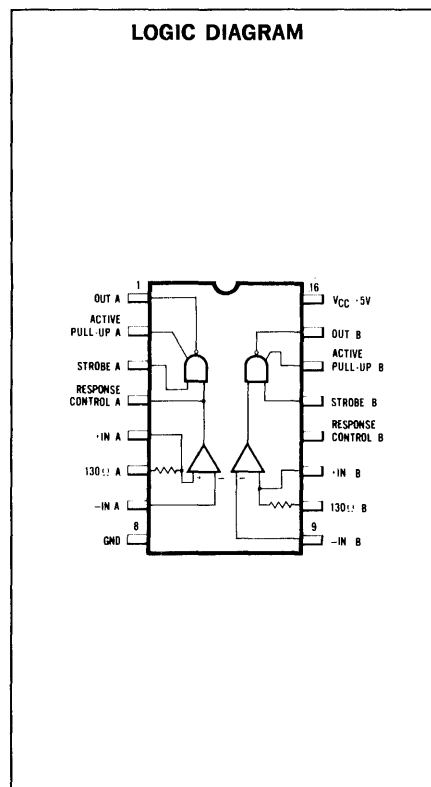 LOGIC DIAGRAM
1
16
OUT A
VCC +5V
ACTIVE
PULL-UP A
OUT B
STROBE A
ACTIVE
PULL-UP B
RESPONSE
CONTROL A
STROBE B
+IN A
RESPONSE
CONTROL B
130Ω A
+IN B
+ − −
-IN A
130Ω B
8
9
GND
-IN B